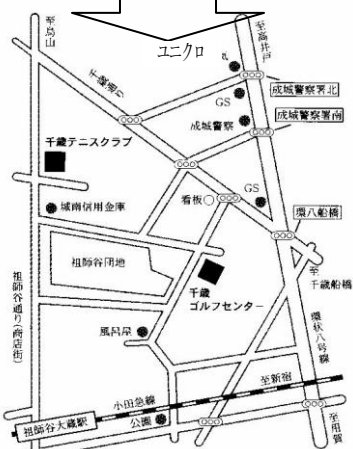 ユニクロ
至烏山
至高井戸
千歳通り
P
GS
成城警察署北
成城警察
成城警察署南
千歳テニスクラブ
城南信用金庫
看板
GS
環八船橋
祖師谷団地
至千歳船橋
千歳
ゴルフセンター
祖師谷通り(商店街)
環状八号線
風呂屋
至新宿
小田急線
祖師谷大蔵駅
公園
至用賀